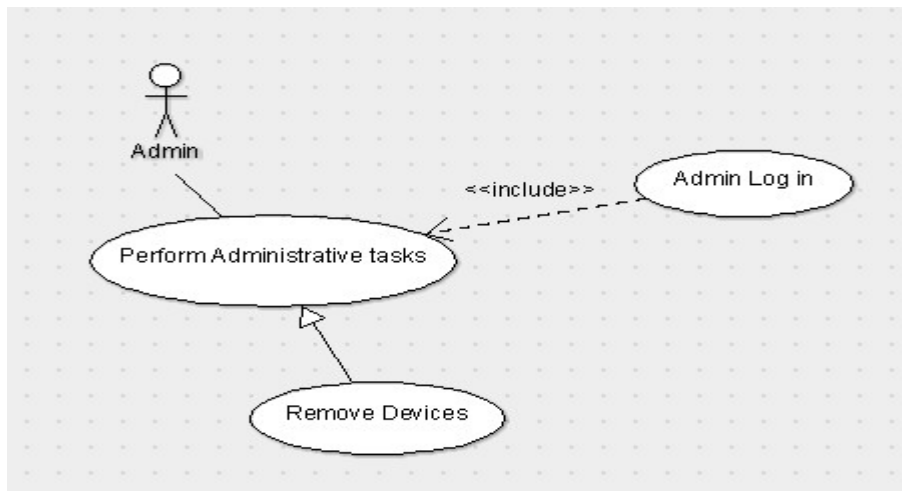 Admin
<<include>>
Admin Log in
Perform Administrative tasks
Remove Devices